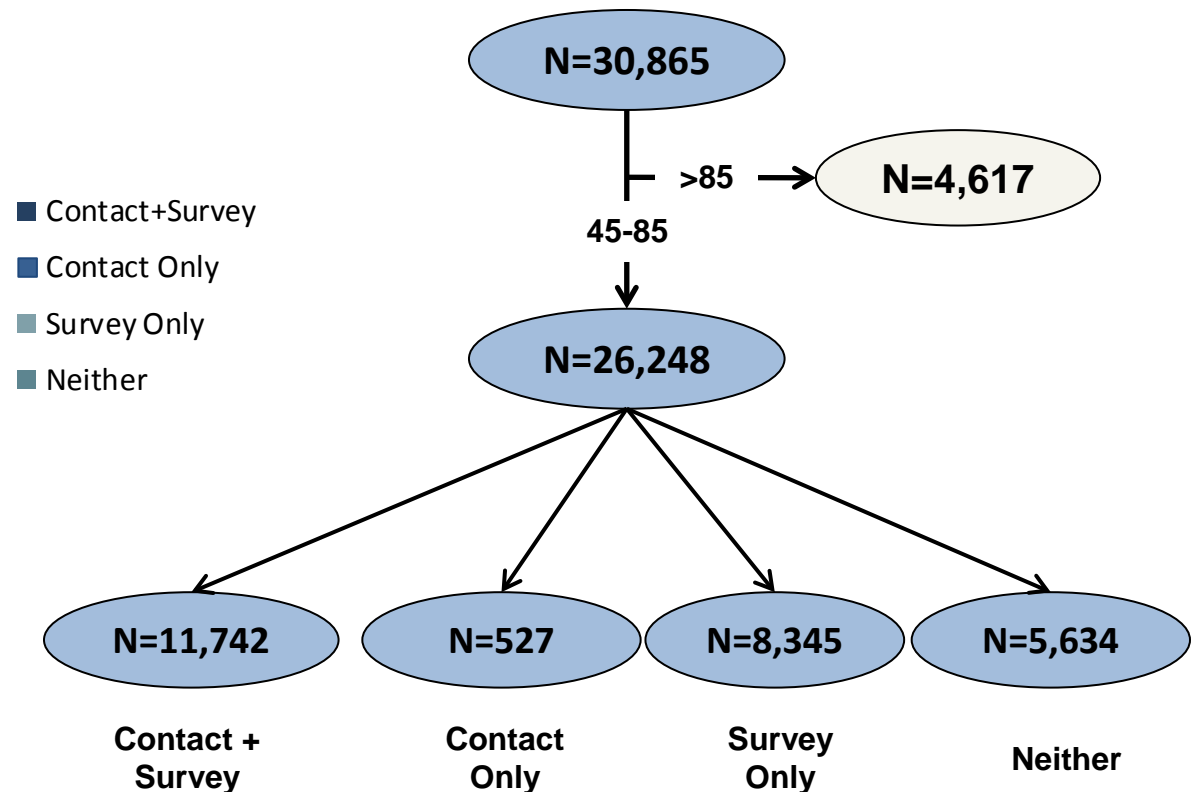 N=30,865
>85
N=4,617
45-85
Contact+Survey
Contact Only
Survey Only
Neither
N=26,248
N=11,742
N=527
N=8,345
N=5,634
Contact +
Survey
Contact
Only
Survey
Only
Neither